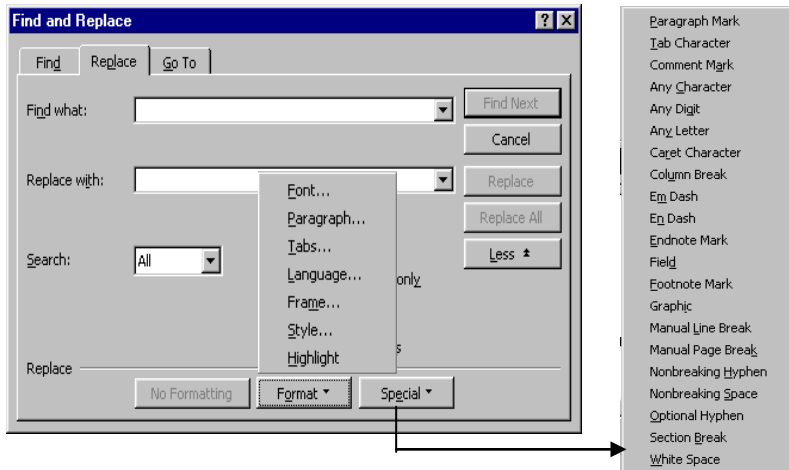 Find and Replace
Find Replace Go To
Find what:
Find Next
Cancel
Replace with:
Replace
Replace All
Search:
All
Less
only
s
Font...
Paragraph...
Tabs...
Language...
Frame...
Style...
Highlight
Replace
No Formatting Format Special
Paragraph Mark
Tab Character
Comment Mark
Any Character
Any Digit
Any Letter
Caret Character
Column Break
Em Dash
En Dash
Endnote Mark
Field
Footnote Mark
Graphic
Manual Line Break
Manual Page Break
Nonbreaking Hyphen
Nonbreaking Space
Optional Hyphen
Section Break
White Space